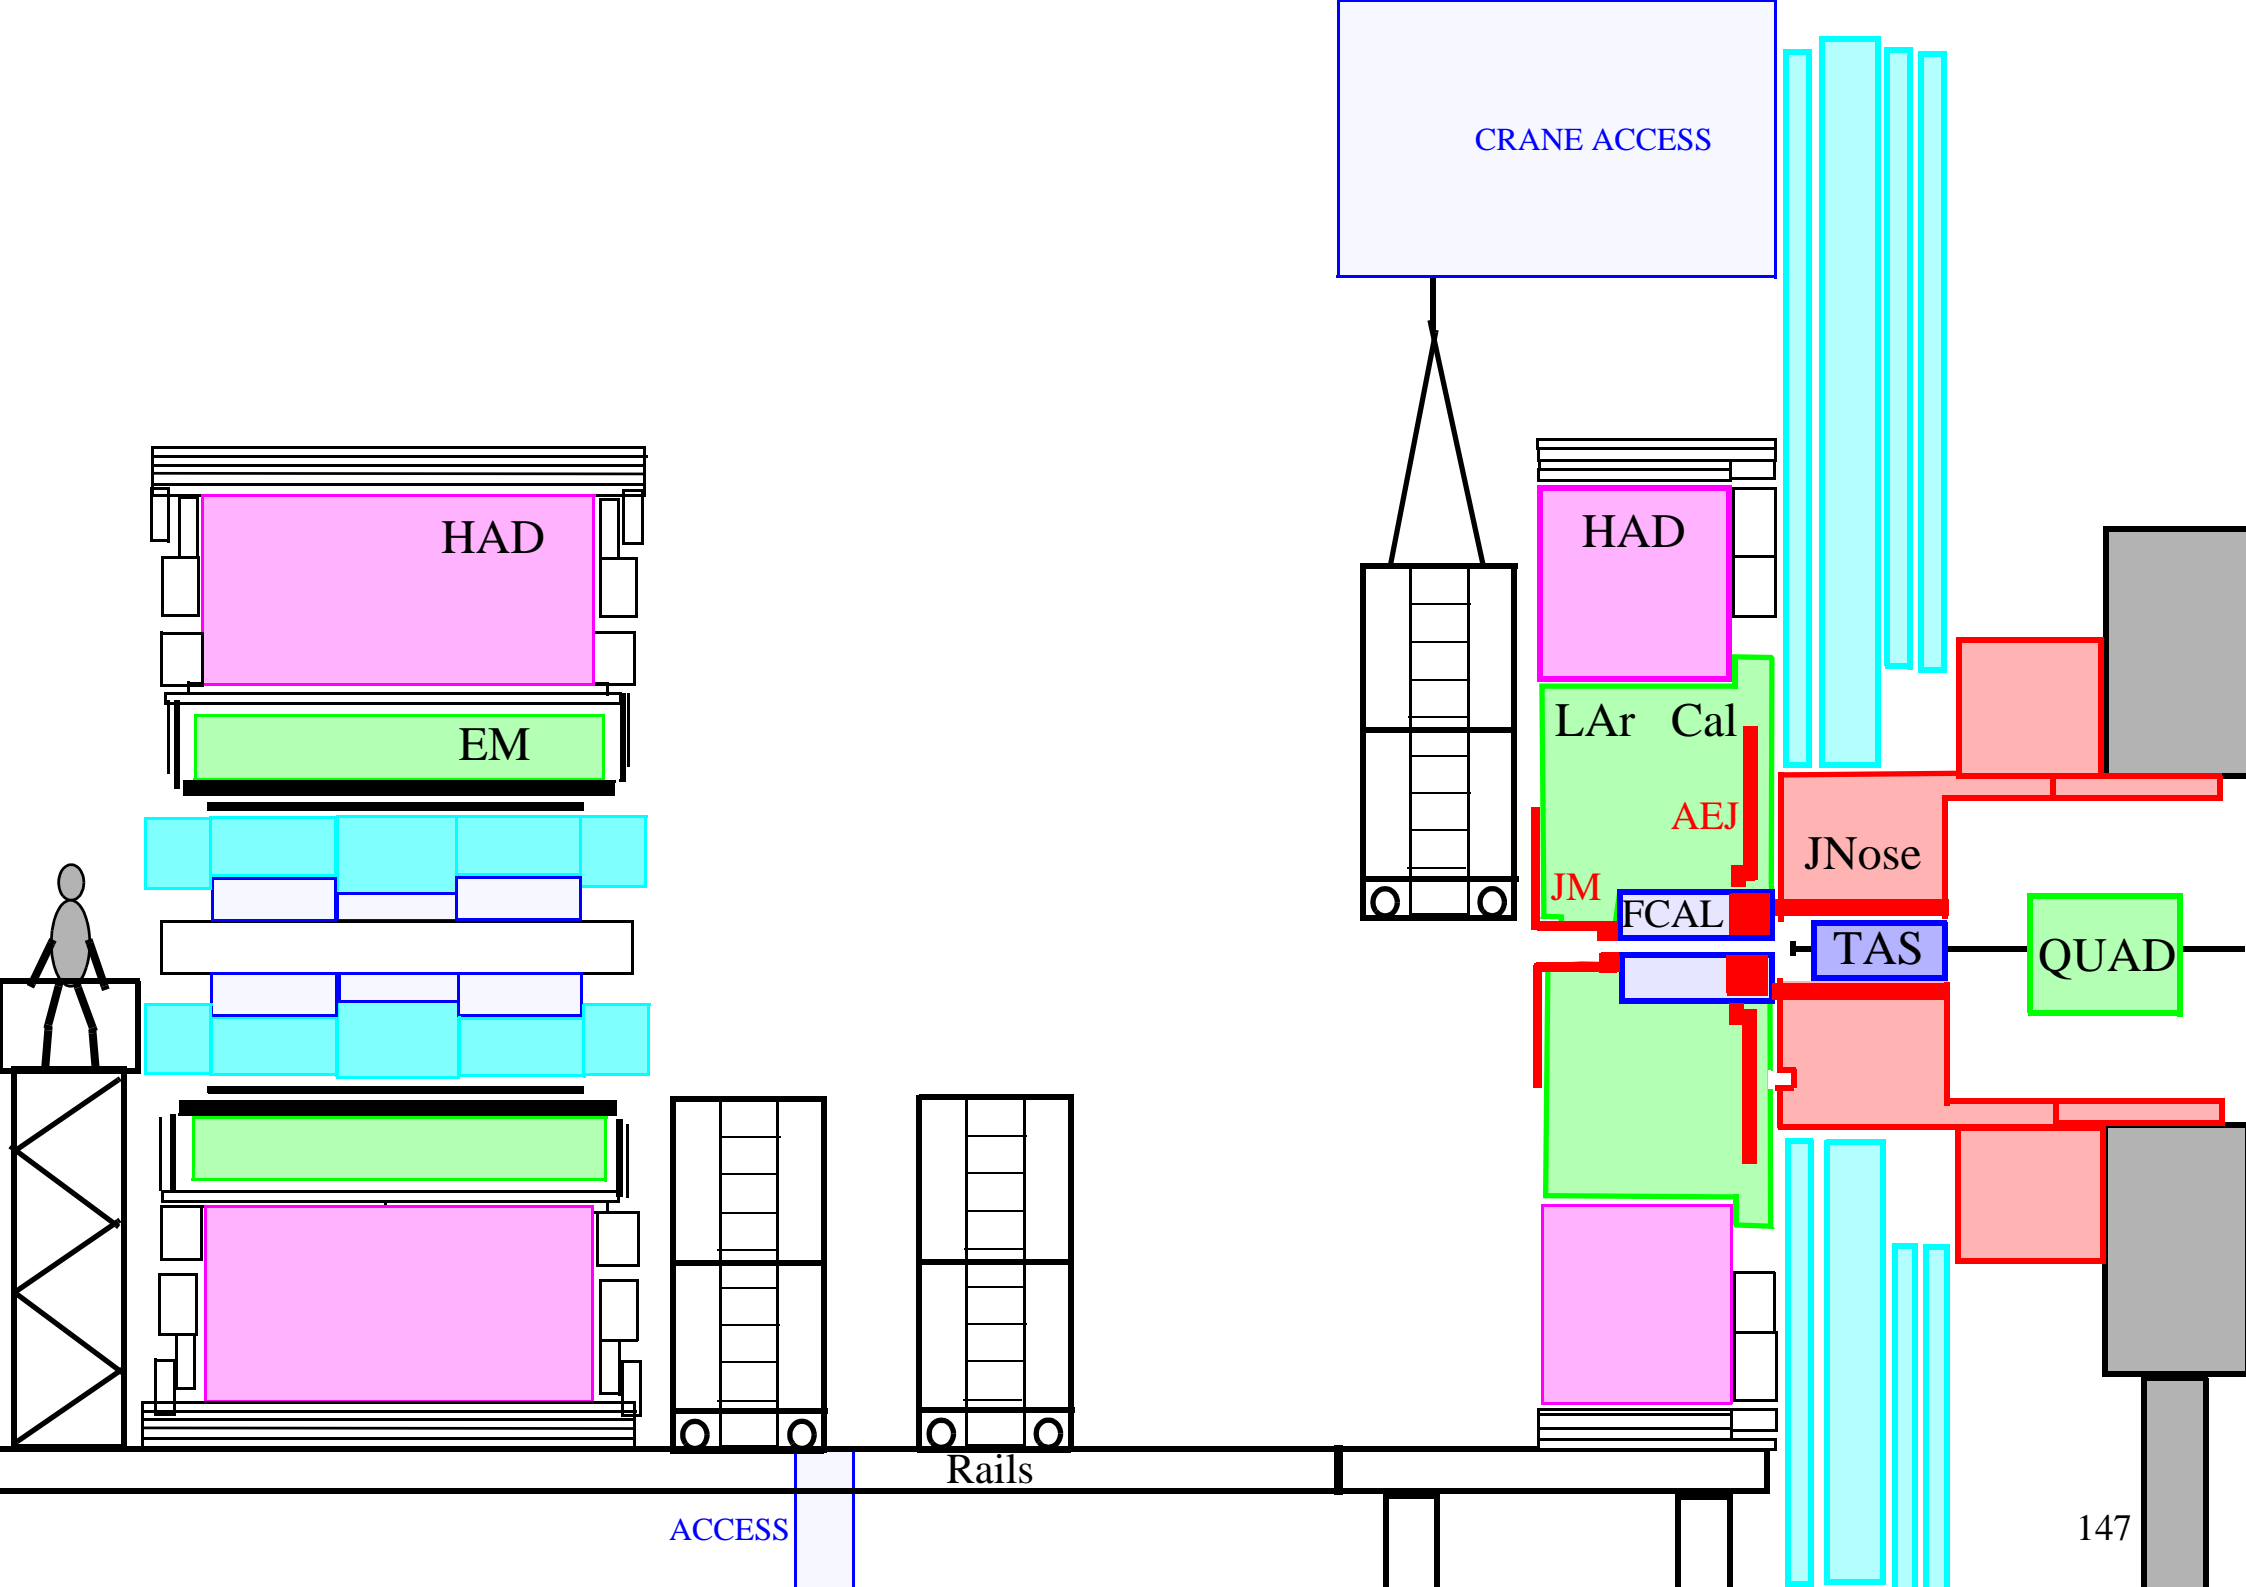 CRANE ACCESS
HAD
HAD
EM
LAr Cal
AEJ
JM
JNose
FCAL
TAS
QUAD
Rails
ACCESS
147